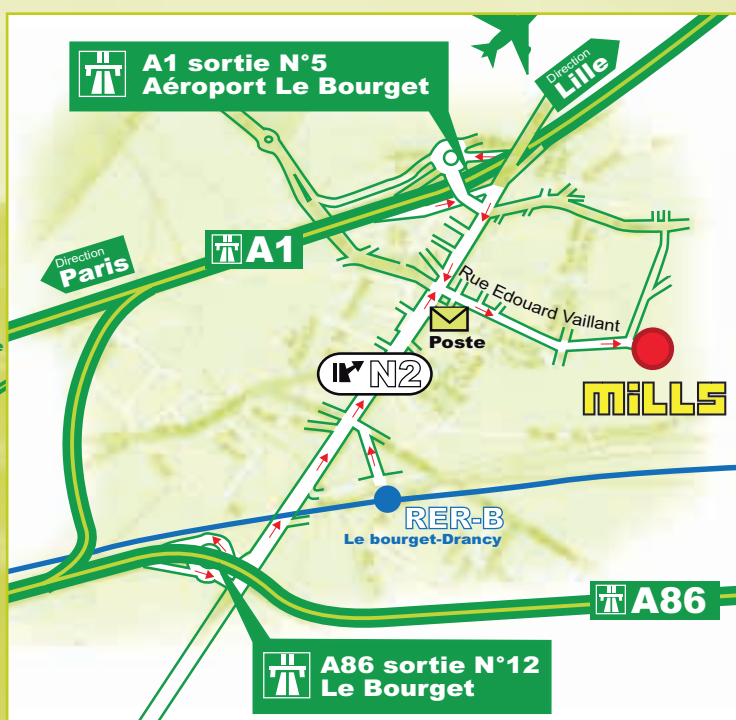 A1 sortie N°5
Aéroport Le Bourget
Direction
Lille
Direction
Paris
A1
Rue Edouard Vaillant
Poste
N2
MiLLS
RER-B
Le bourget-Drancy
A86
A86 sortie N°12
Le Bourget